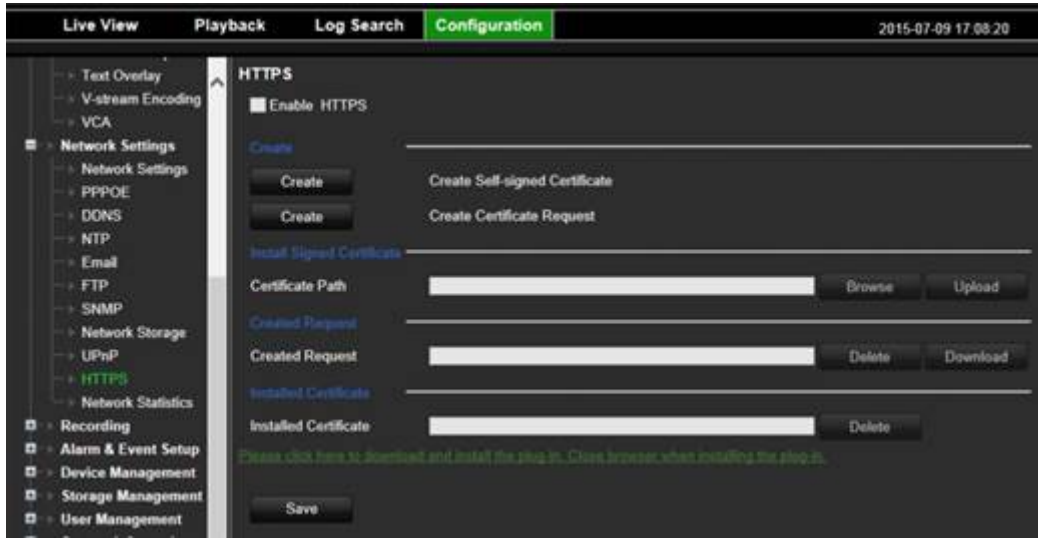 Live View Playback Log Search Configuration 2015-07-09 17:08:20
Text Overlay
V-stream Encoding
VCA
Network Settings
Network Settings
PPPOE
DDNS
NTP
Email
FTP
SNMP
Network Storage
UPnP
HTTPS
Network Statistics
Recording
Alarm & Event Setup
Device Management
Storage Management
User Management
HTTPS
Enable HTTPS
Create
Create Create Self-signed Certificate
Create Create Certificate Request
Install Signed Certificate
Certificate Path Browse Upload
Created Request
Created Request Delete Download
Installed Certificate
Installed Certificate Delete
Please click here to download and install the plug-in. Close browser when installing the plug-in.
Save